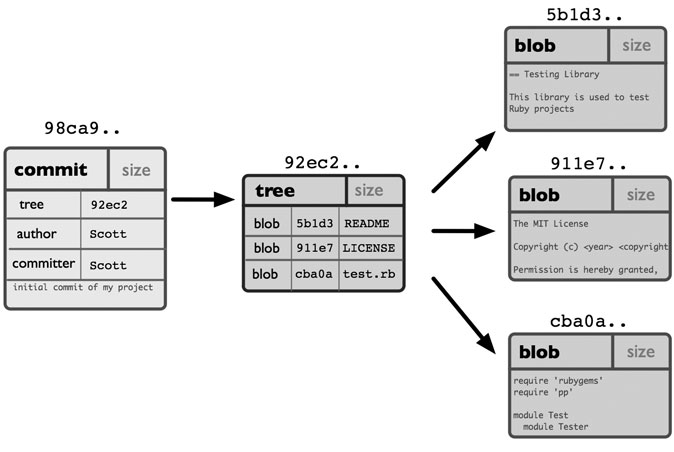 98ca9..
commit size
tree 92ec2
author Scott
committer Scott
initial commit of my project
92ec2..
tree size
blob 5b1d3 README
blob 911e7 LICENSE
blob cba0a test.rb
5b1d3..
blob size
== Testing Library
This library is used to test
Ruby projects
911e7..
blob size
The MIT License
Copyright (c) <year> <copyright
Permission is hereby granted,
cba0a..
blob size
require 'rubygems'
require 'pp'
module Test
module Tester